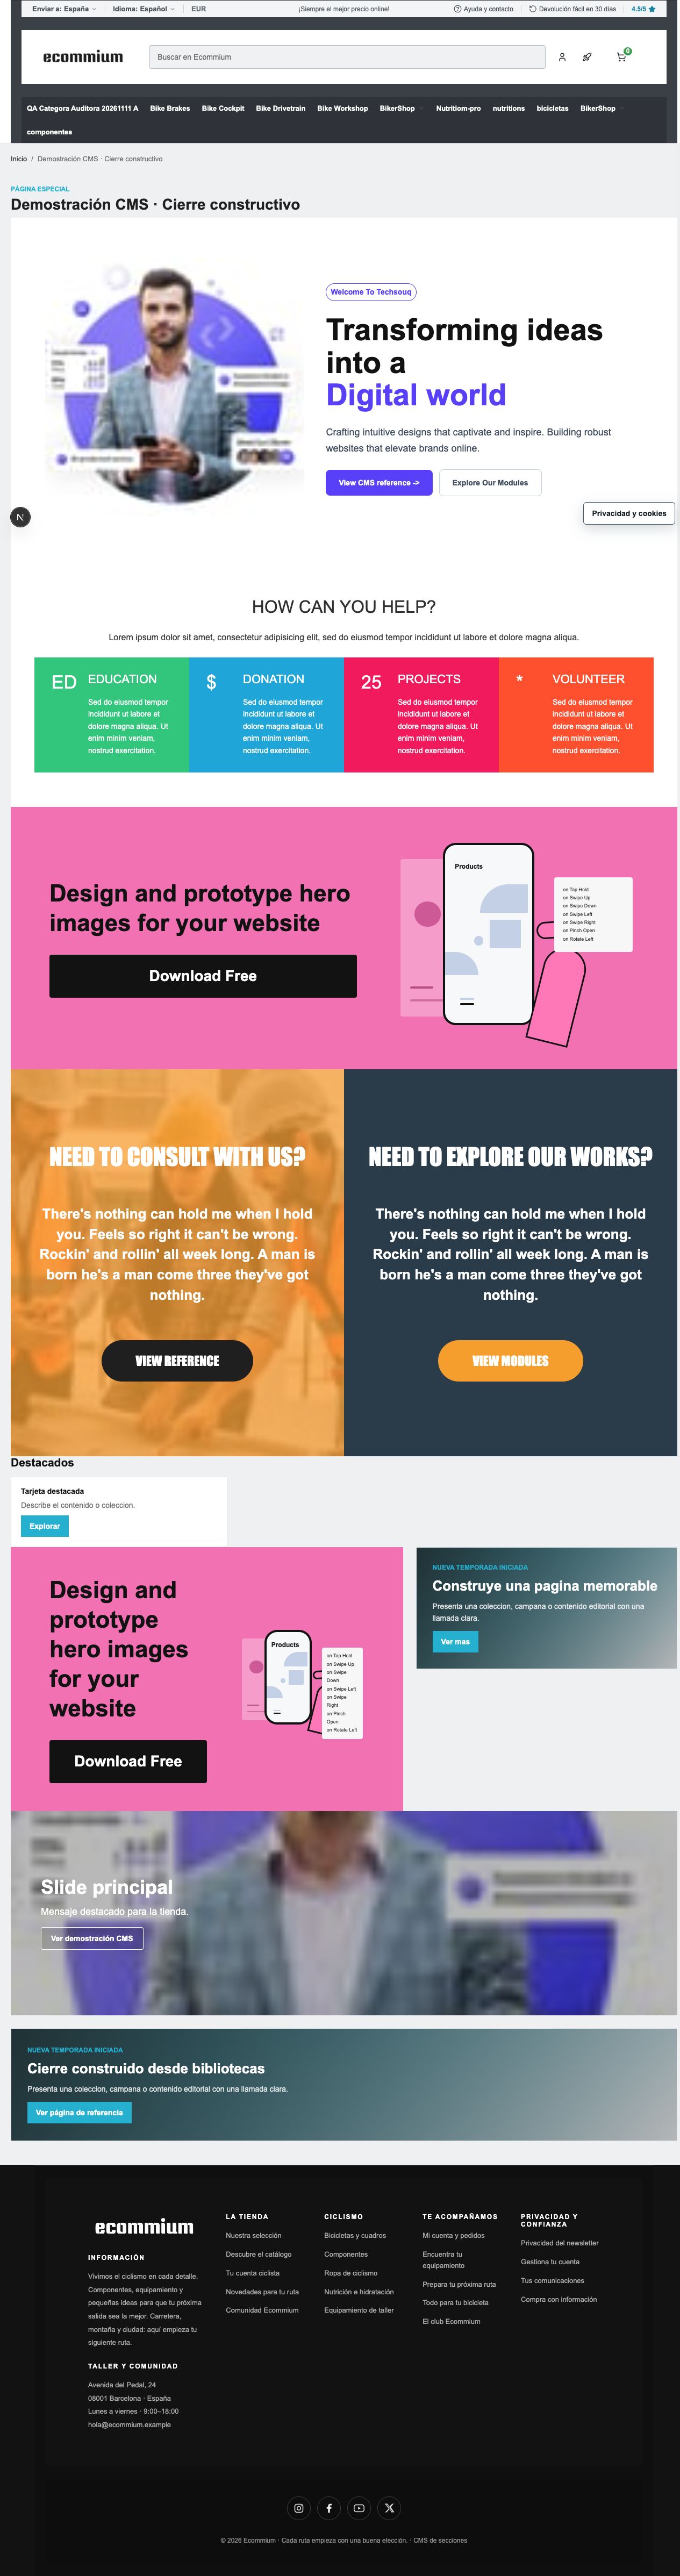 Enviar a: España
Idioma: Español
EUR
¡Siempre el mejor precio online!
Ayuda y contacto
Devolución fácil en 30 días
4.5/5
ecommium
Buscar en Ecommium
0
QA Categora Auditora 20261111 A
Bike Brakes
Bike Cockpit
Bike Drivetrain
Bike Workshop
BikerShop
Nutritiom-pro
nutritions
bicicletas
BikerShop
componentes
Inicio / Demostración CMS · Cierre constructivo
PÁGINA ESPECIAL
Demostración CMS · Cierre constructivo
Welcome To Techsouq
Transforming ideas
into a
Digital world
Crafting intuitive designs that captivate and inspire. Building robust
websites that elevate brands online.
View CMS reference ->
Explore Our Modules
N
Privacidad y cookies
HOW CAN YOU HELP?
Lorem ipsum dolor sit amet, consectetur adipisicing elit, sed do eiusmod tempor incididunt ut labore et dolore magna aliqua.
ED
EDUCATION
Sed do eiusmod tempor
incididunt ut labore et
dolore magna aliqua. Ut
enim minim veniam,
nostrud exercitation.
$
DONATION
Sed do eiusmod tempor
incididunt ut labore et
dolore magna aliqua. Ut
enim minim veniam,
nostrud exercitation.
25
PROJECTS
Sed do eiusmod tempor
incididunt ut labore et
dolore magna aliqua. Ut
enim minim veniam,
nostrud exercitation.
*
VOLUNTEER
Sed do eiusmod tempor
incididunt ut labore et
dolore magna aliqua. Ut
enim minim veniam,
nostrud exercitation.
Design and prototype hero
images for your website
Download Free
Products
on Tap Hold
on Swipe Up
on Swipe Down
on Swipe Left
on Swipe Right
on Pinch Open
on Rotate Left
NEED TO CONSULT WITH US?
There's nothing can hold me when I hold
you. Feels so right it can't be wrong.
Rockin' and rollin' all week long. A man is
born he's a man come three they've got
nothing.
VIEW REFERENCE
NEED TO EXPLORE OUR WORKS?
There's nothing can hold me when I hold
you. Feels so right it can't be wrong.
Rockin' and rollin' all week long. A man is
born he's a man come three they've got
nothing.
VIEW MODULES
Destacados
Tarjeta destacada
Describe el contenido o coleccion.
Explorar
Design and
prototype
hero images
for your
website
Download Free
Products
on Tap Hold
on Swipe Up
on Swipe
Down
on Swipe Left
on Swipe
Right
on Pinch
Open
on Rotate Left
NUEVA TEMPORADA INICIADA
Construye una pagina memorable
Presenta una coleccion, campana o contenido editorial con una
llamada clara.
Ver mas
Slide principal
Mensaje destacado para la tienda.
Ver demostración CMS
NUEVA TEMPORADA INICIADA
Cierre construido desde bibliotecas
Presenta una coleccion, campana o contenido editorial con una llamada clara.
Ver página de referencia
ecommium
INFORMACIÓN
Vivimos el ciclismo en cada detalle.
Componentes, equipamiento y
pequeñas ideas para que tu próxima
salida sea la mejor. Carretera,
montaña y ciudad: aquí empieza tu
siguiente ruta.
TALLER Y COMUNIDAD
Avenida del Pedal, 24
08001 Barcelona · España
Lunes a viernes · 9:00–18:00
hola@ecommium.example
LA TIENDA
Nuestra selección
Descubre el catálogo
Tu cuenta ciclista
Novedades para tu ruta
Comunidad Ecommium
CICLISMO
Bicicletas y cuadros
Componentes
Ropa de ciclismo
Nutrición e hidratación
Equipamiento de taller
TE ACOMPAÑAMOS
Mi cuenta y pedidos
Encuentra tu
equipamiento
Prepara tu próxima ruta
Todo para tu bicicleta
El club Ecommium
PRIVACIDAD Y
CONFIANZA
Privacidad del newsletter
Gestiona tu cuenta
Tus comunicaciones
Compra con información
© 2026 Ecommium · Cada ruta empieza con una buena elección. · CMS de secciones